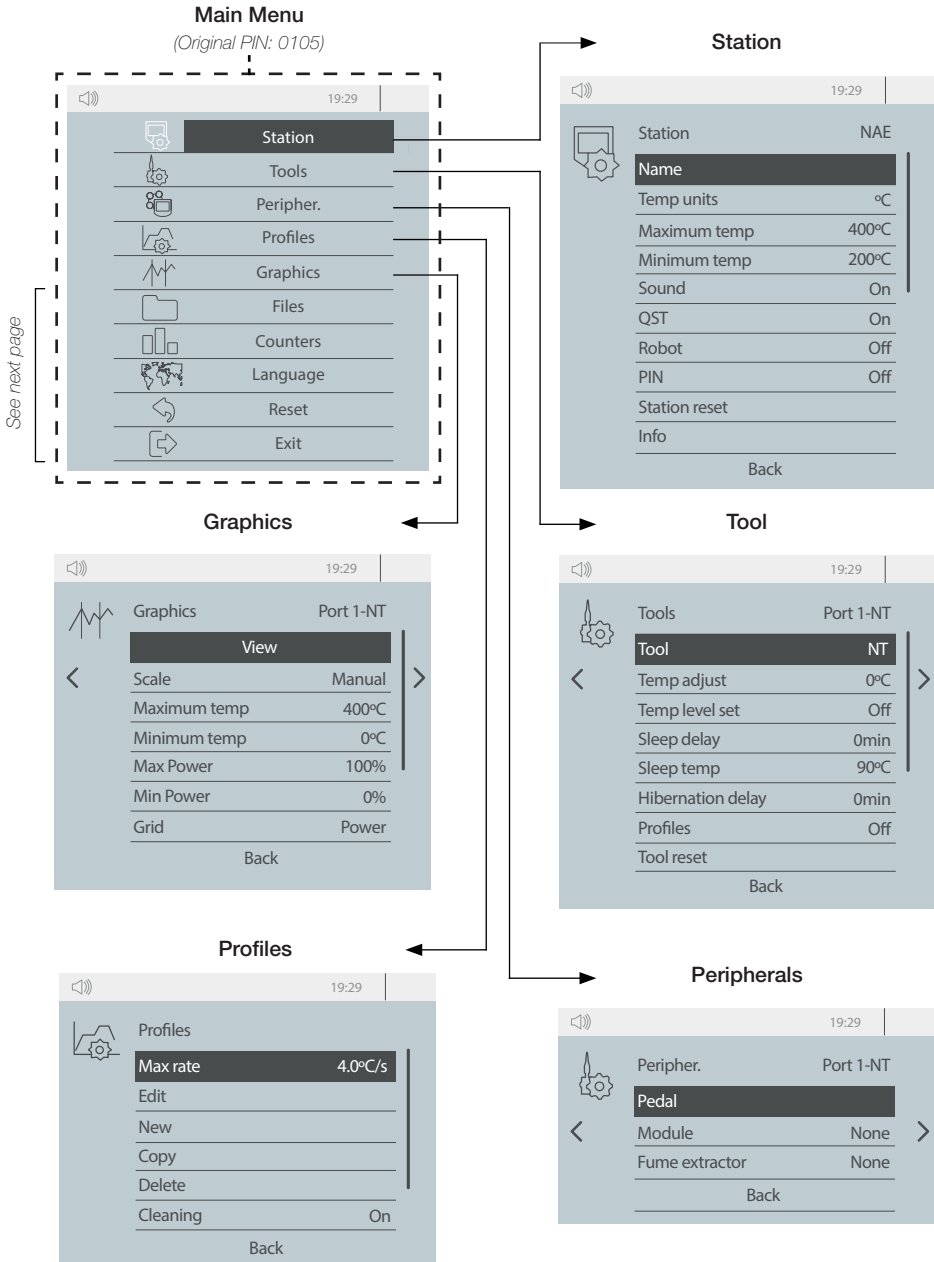 Main Menu
(Original PIN: 0105)
19:29
Station
Tools
Peripher.
Profiles
Graphics
Files
Counters
Language
Reset
Exit
See next page
Station
19:29
Station NAE
Name
Temp units ºC
Maximum temp 400ºC
Minimum temp 200ºC
Sound On
QST On
Robot Off
PIN Off
Station reset
Info
Back
Graphics
19:29
Graphics Port 1-NT
View
Scale Manual
Maximum temp 400ºC
Minimum temp 0ºC
Max Power 100%
Min Power 0%
Grid Power
Back
Tool
19:29
Tools Port 1-NT
Tool NT
Temp adjust 0ºC
Temp level set Off
Sleep delay 0min
Sleep temp 90ºC
Hibernation delay 0min
Profiles Off
Tool reset
Back
Profiles
19:29
Profiles
Max rate 4.0ºC/s
Edit
New
Copy
Delete
Cleaning On
Back
Peripherals
19:29
Peripher. Port 1-NT
Pedal
Module None
Fume extractor None
Back